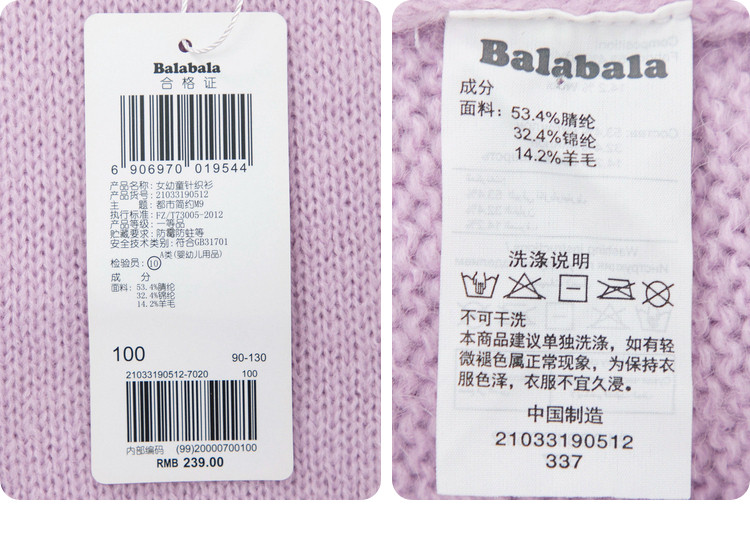 Balabala
合格证
6 906970 019544
产品名称: 女幼童针织衫
产品货号: 21033190512
主 题: 都市简约M9
执行标准: FZ/T73005-2012
产品等级: 一等品
贮藏要求: 防霉防蛀等
安全技术类别: 符合GB31701
A类(婴幼儿用品)
检验员: 10
成 分
面料: 53.4%腈纶
32.4%锦纶
14.2%羊毛
100 90-130
21033190512-7020 100
内部编码 (99)20000700100
RMB 239.00
Balabala
成分
面料: 53.4%腈纶
32.4%锦纶
14.2%羊毛
洗涤说明
不可干洗
本商品建议单独洗涤，如有轻
微褪色属正常现象，为保持衣
服色泽，衣服不宜久浸。
中国制造
21033190512
337